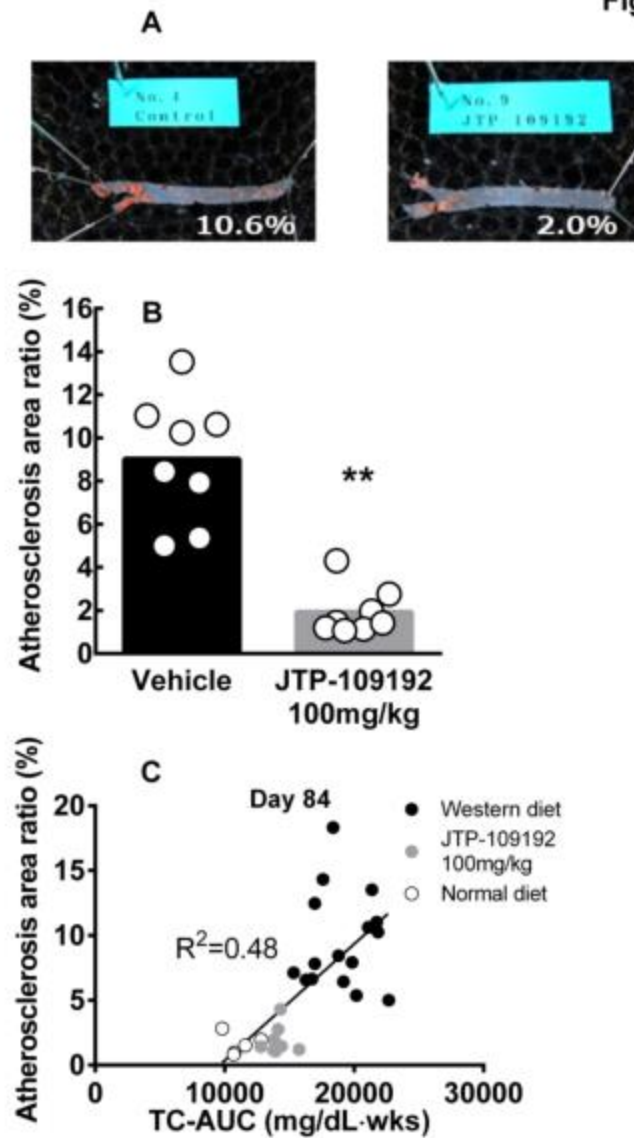 Fig
A
No. 4
Control
10.6%
No. 9
JTP 109192
2.0%
B
Atherosclerosis area ratio (%)
16
14
12
10
8
6
4
2
0
**
Vehicle
JTP-109192
100mg/kg
C
Atherosclerosis area ratio (%)
Day 84
20
15
10
5
0
R²=0.48
Western diet
JTP-109192
100mg/kg
Normal diet
0 10000 20000 30000
TC-AUC (mg/dL·wks)